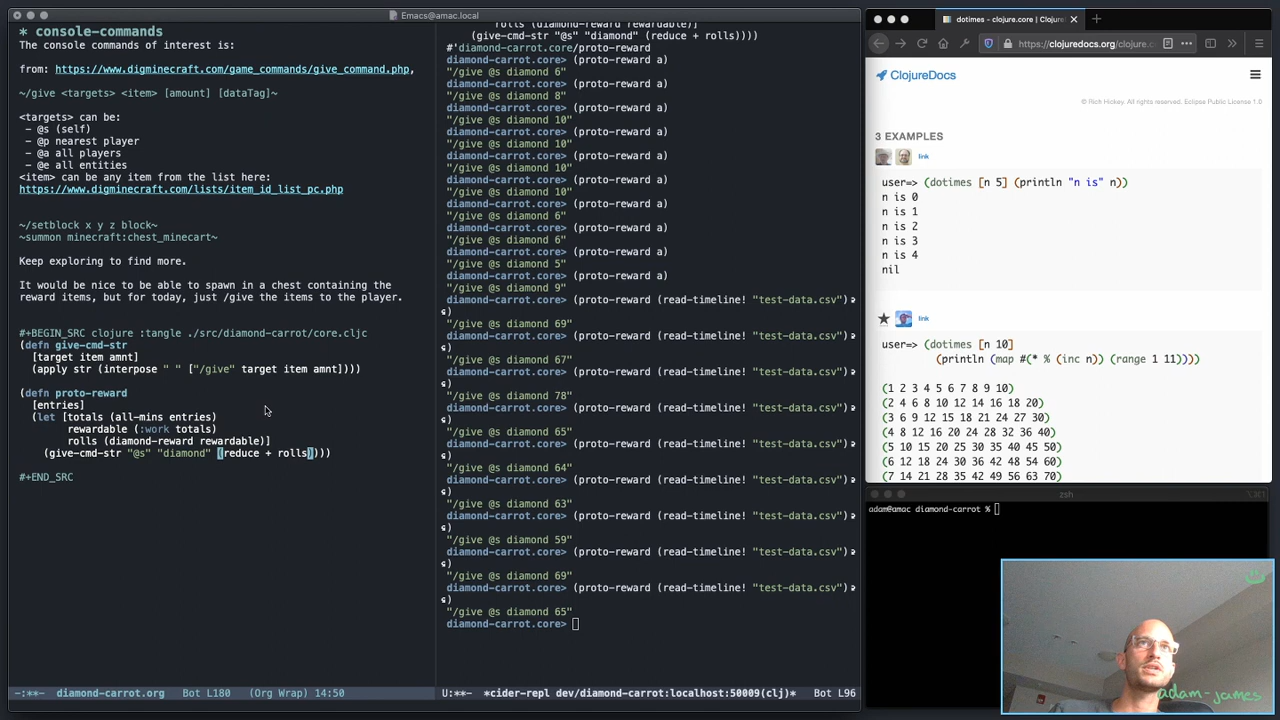 Emacs@amac.local
* console-commands
The console commands of interest is:
from: https://www.digminecraft.com/game_commands/give_command.php,
~/give <targets> <item> [amount] [dataTag]~
<targets> can be:
- @s (self)
- @p nearest player
- @a all players
- @e all entities
<item> can be any item from the list here:
https://www.digminecraft.com/lists/item_id_list_pc.php
~/setblock x y z block~
~summon minecraft:chest_minecart~
Keep exploring to find more.
It would be nice to be able to spawn in a chest containing the
reward items, but for today, just /give the items to the player.
#+BEGIN_SRC clojure :tangle ./src/diamond-carrot/core.cljc
(defn give-cmd-str
[target item amnt]
(apply str (interpose " " ["/give" target item amnt])))
(defn proto-reward
[entries]
(let [totals (all-mins entries)
rewardable (:work totals)
rolls (diamond-reward rewardable)]
(give-cmd-str "@s" "diamond" (reduce + rolls))))
#+END_SRC
-:**- diamond-carrot.org Bot L180 (Org Wrap) 14:50
rolls (diamond-reward rewardable)]
(give-cmd-str "@s" "diamond" (reduce + rolls))))
#'diamond-carrot.core/proto-reward
diamond-carrot.core> (proto-reward a)
"/give @s diamond 6"
diamond-carrot.core> (proto-reward a)
"/give @s diamond 8"
diamond-carrot.core> (proto-reward a)
"/give @s diamond 10"
diamond-carrot.core> (proto-reward a)
"/give @s diamond 10"
diamond-carrot.core> (proto-reward a)
"/give @s diamond 10"
diamond-carrot.core> (proto-reward a)
"/give @s diamond 10"
diamond-carrot.core> (proto-reward a)
"/give @s diamond 6"
diamond-carrot.core> (proto-reward a)
"/give @s diamond 6"
diamond-carrot.core> (proto-reward a)
"/give @s diamond 5"
diamond-carrot.core> (proto-reward a)
"/give @s diamond 9"
diamond-carrot.core> (proto-reward (read-timeline! "test-data.csv")
)
"/give @s diamond 69"
diamond-carrot.core> (proto-reward (read-timeline! "test-data.csv")
)
"/give @s diamond 67"
diamond-carrot.core> (proto-reward (read-timeline! "test-data.csv")
)
"/give @s diamond 78"
diamond-carrot.core> (proto-reward (read-timeline! "test-data.csv")
)
"/give @s diamond 65"
diamond-carrot.core> (proto-reward (read-timeline! "test-data.csv")
)
"/give @s diamond 64"
diamond-carrot.core> (proto-reward (read-timeline! "test-data.csv")
)
"/give @s diamond 63"
diamond-carrot.core> (proto-reward (read-timeline! "test-data.csv")
)
"/give @s diamond 59"
diamond-carrot.core> (proto-reward (read-timeline! "test-data.csv")
)
"/give @s diamond 69"
diamond-carrot.core> (proto-reward (read-timeline! "test-data.csv")
)
"/give @s diamond 65"
diamond-carrot.core>
U:**- *cider-repl dev/diamond-carrot:localhost:50009(clj)* Bot L96
dotimes - clojure.core | Clojure
https://clojuredocs.org/clojure.c
ClojureDocs
© Rich Hickey. All rights reserved. Eclipse Public License 1.0
3 EXAMPLES
link
user=> (dotimes [n 5] (println "n is" n))
n is 0
n is 1
n is 2
n is 3
n is 4
nil
link
user=> (dotimes [n 10]
(println (map #(* % (inc n)) (range 1 11))))
(1 2 3 4 5 6 7 8 9 10)
(2 4 6 8 10 12 14 16 18 20)
(3 6 9 12 15 18 21 24 27 30)
(4 8 12 16 20 24 28 32 36 40)
(5 10 15 20 25 30 35 40 45 50)
(6 12 18 24 30 36 42 48 54 60)
(7 14 21 28 35 42 49 56 63 70)
zsh
adam@amac diamond-carrot %
adam-james